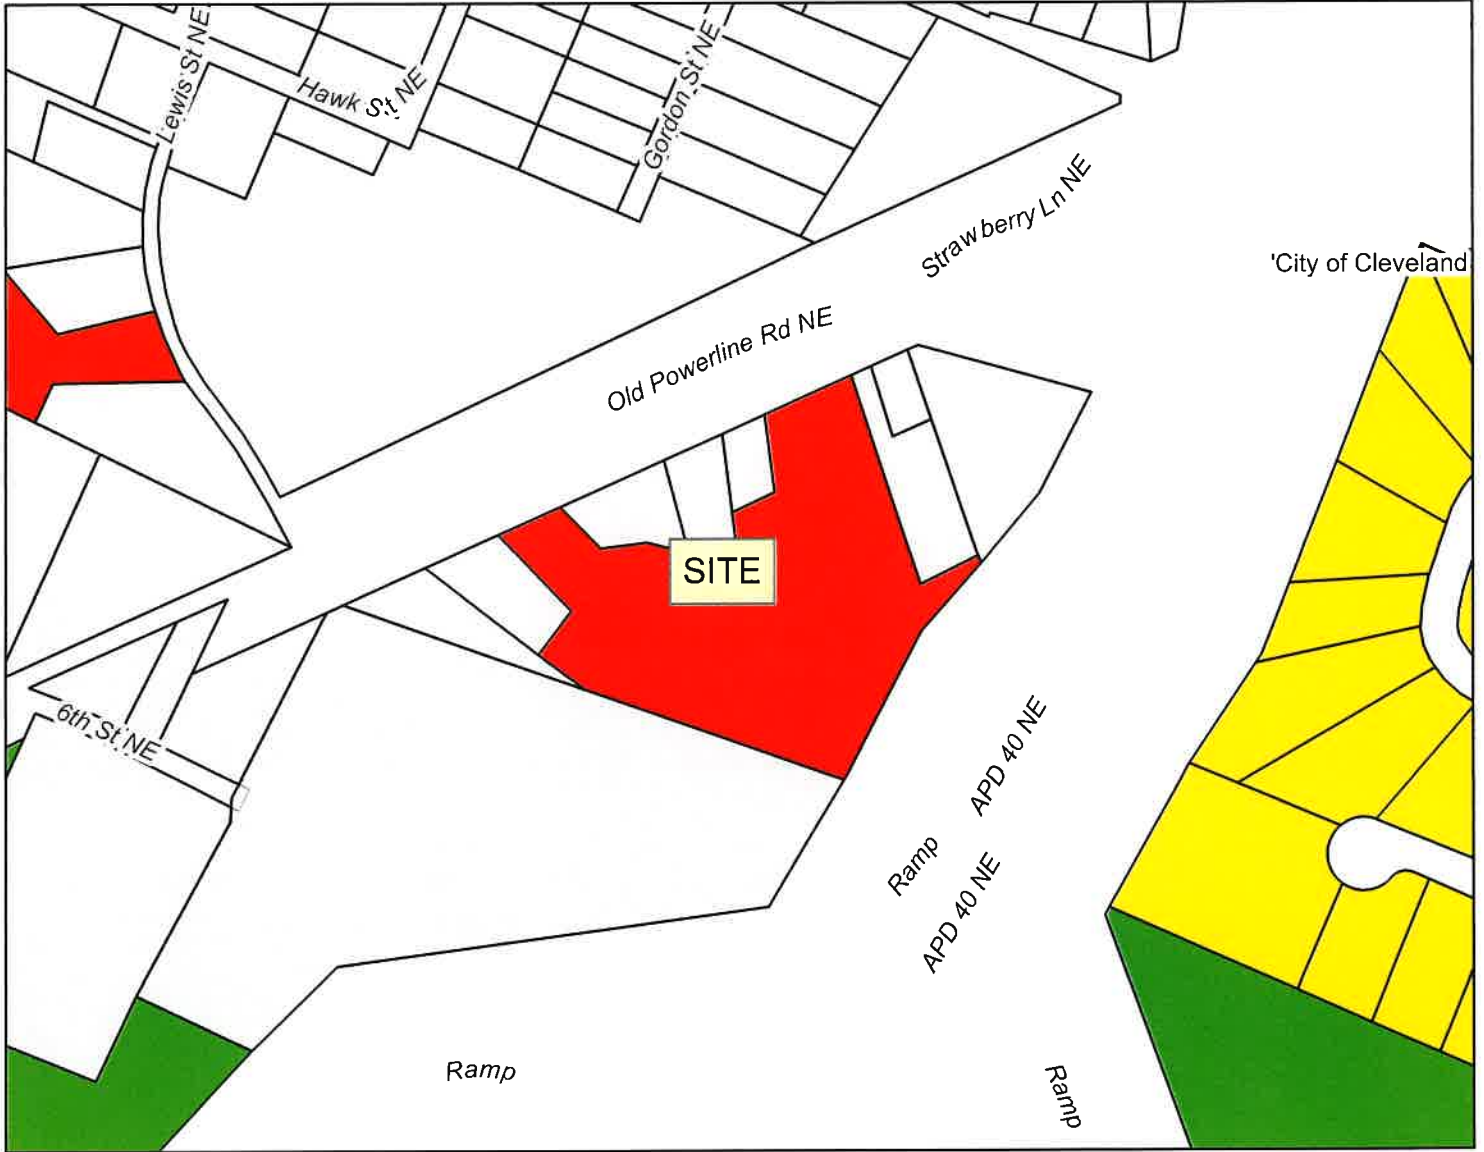 Lewis St NE
Hawk St NE
Gordon St NE
Strawberry Ln NE
'City of Cleveland
Old Powerline Rd NE
SITE
6th St NE
APD 40 NE
Ramp
APD 40 NE
Ramp
Ramp